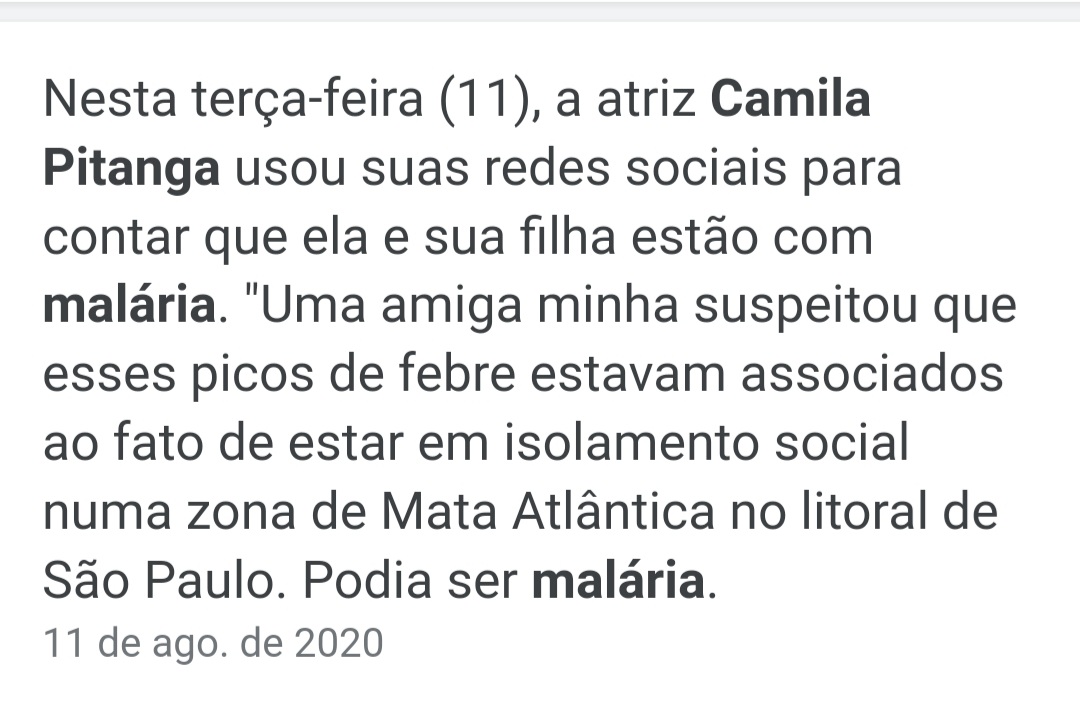 Nesta terça-feira (11), a atriz Camila
Pitanga usou suas redes sociais para
contar que ela e sua filha estão com
malária. "Uma amiga minha suspeitou que
esses picos de febre estavam associados
ao fato de estar em isolamento social
numa zona de Mata Atlântica no litoral de
São Paulo. Podia ser malária.
11 de ago. de 2020